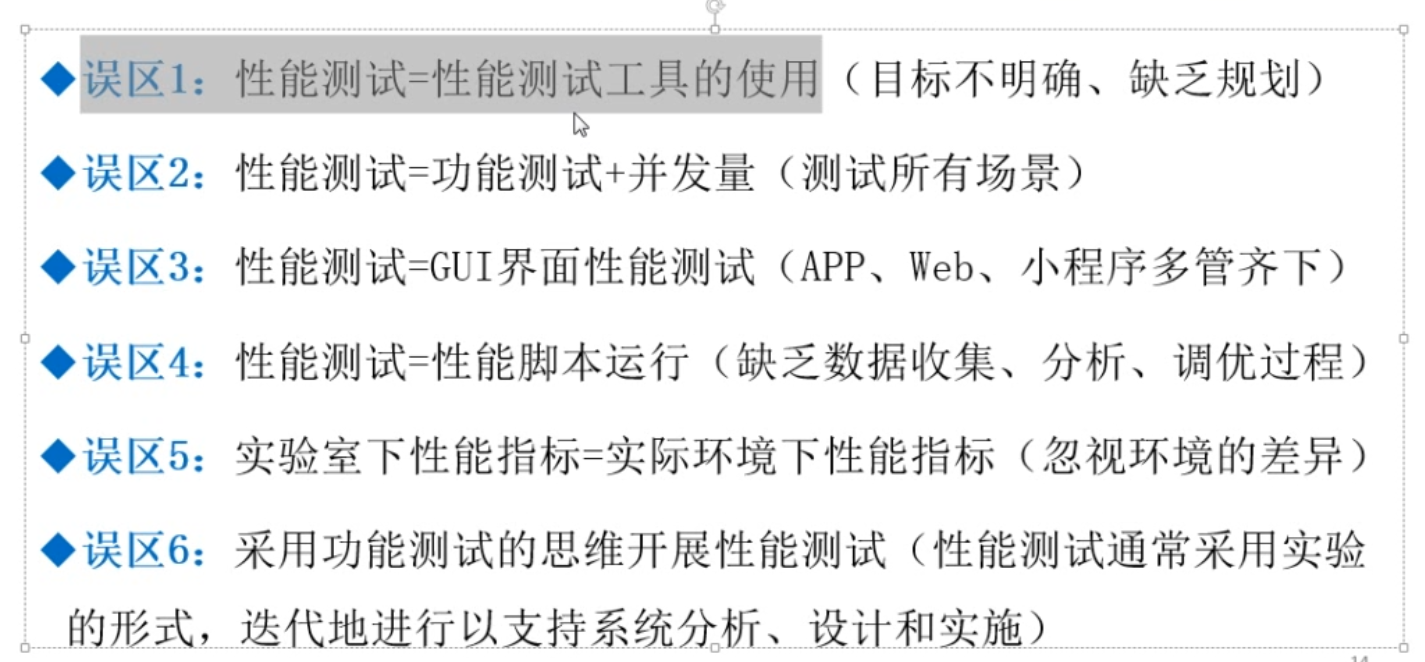 ◆误区1：性能测试=性能测试工具的使用（目标不明确、缺乏规划）
◆误区2：性能测试=功能测试+并发量（测试所有场景）
◆误区3：性能测试=GUI界面性能测试（APP、Web、小程序多管齐下）
◆误区4：性能测试=性能脚本运行（缺乏数据收集、分析、调优过程）
◆误区5：实验室下性能指标=实际环境下性能指标（忽视环境的差异）
◆误区6：采用功能测试的思维开展性能测试（性能测试通常采用实验
的形式，迭代地进行以支持系统分析、设计和实施）